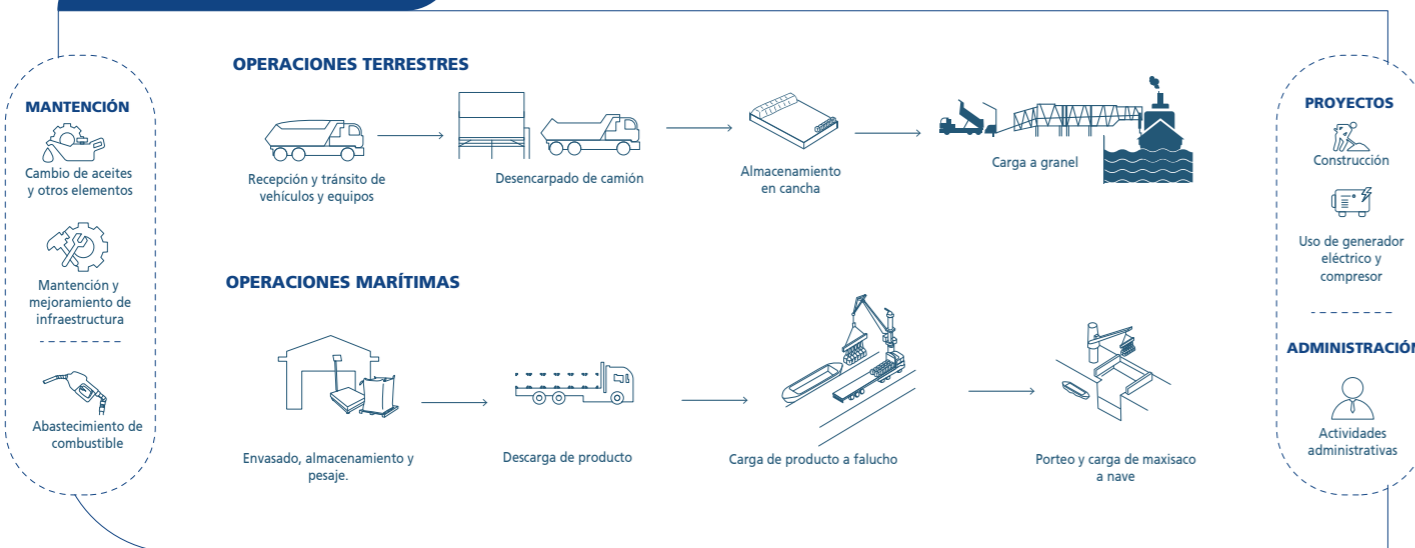 MANTENCIÓN
Cambio de aceites
y otros elementos
Mantención y
mejoramiento de
infraestructura
Abastecimiento de
combustible
OPERACIONES TERRESTRES
Recepción y tránsito de
vehículos y equipos
Desencarpado de camión
Almacenamiento
en cancha
Carga a granel
OPERACIONES MARÍTIMAS
Envasado, almacenamiento y
pesaje.
Descarga de producto
Carga de producto a falucho
Porteo y carga de maxisaco
a nave
PROYECTOS
Construcción
Uso de generador
eléctrico y
compresor
ADMINISTRACIÓN
Actividades
administrativas